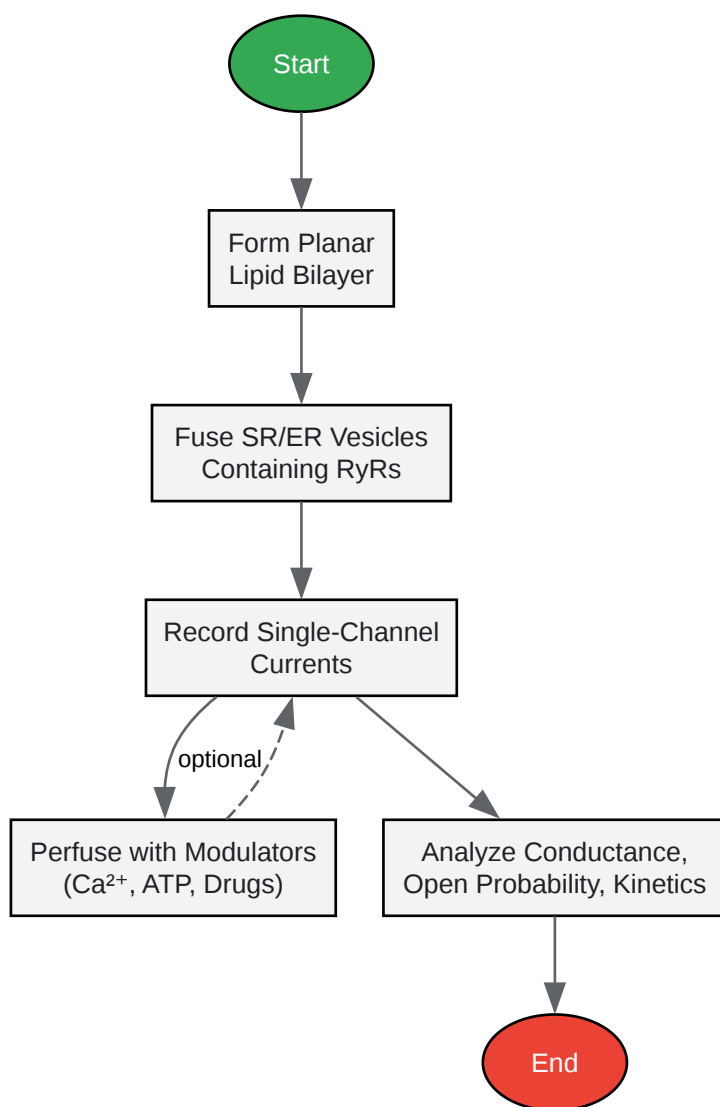 Start
Form Planar
Lipid Bilayer
Fuse SR/ER Vesicles
Containing RyRs
Record Single-Channel
Currents
optional
Perfuse with Modulators
(Ca²⁺, ATP, Drugs)
Analyze Conductance,
Open Probability, Kinetics
End